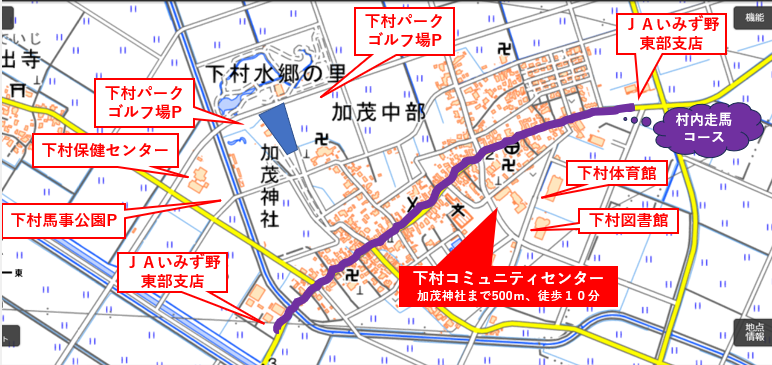 下村パーク
ゴルフ場P
ＪＡいみず野
東部支店
機能
出寺
下村水郷の里
下村パーク
ゴルフ場P
加茂中部
村内走馬
コース
下村保健センター
加茂神社
下村体育館
下村馬事公園P
下村図書館
ＪＡいみず野
東部支店
下村コミュニティセンター
加茂神社まで500m、徒歩１０分
東
地点
情報
3
2